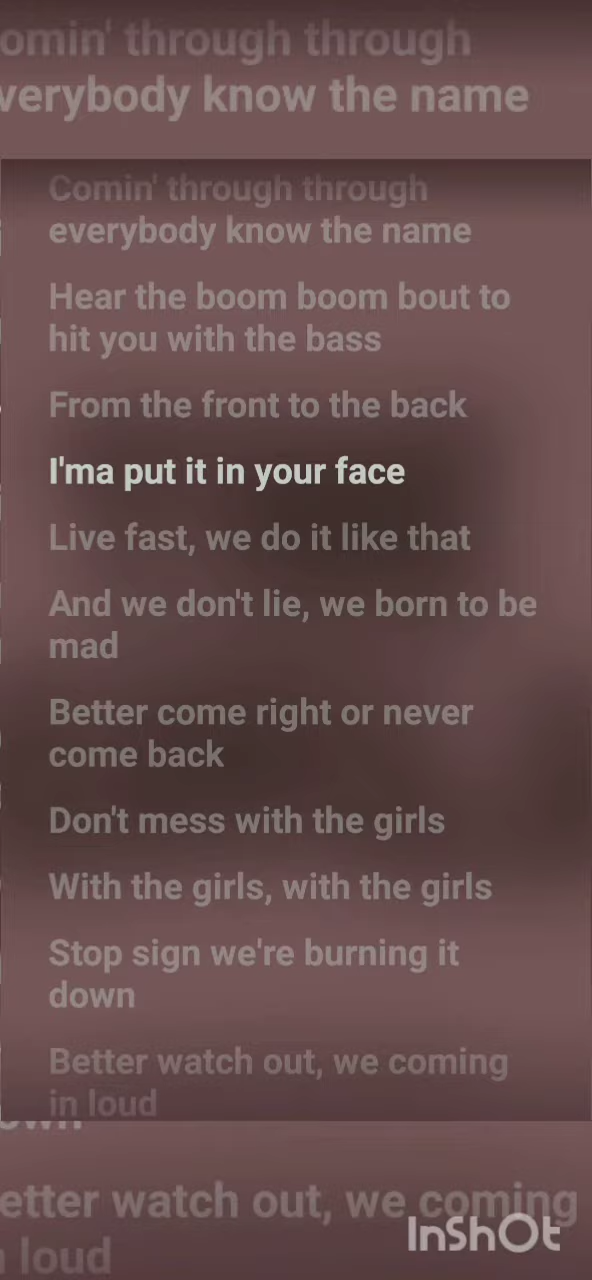 omin' through through
verybody know the name
Comin' through through
everybody know the name
Hear the boom boom bout to
hit you with the bass
From the front to the back
I'ma put it in your face
Live fast, we do it like that
And we don't lie, we born to be
mad
Better come right or never
come back
Don't mess with the girls
With the girls, with the girls
Stop sign we're burning it
down
Better watch out, we coming
in loud
etter watch out, we coming
loud
InShOt